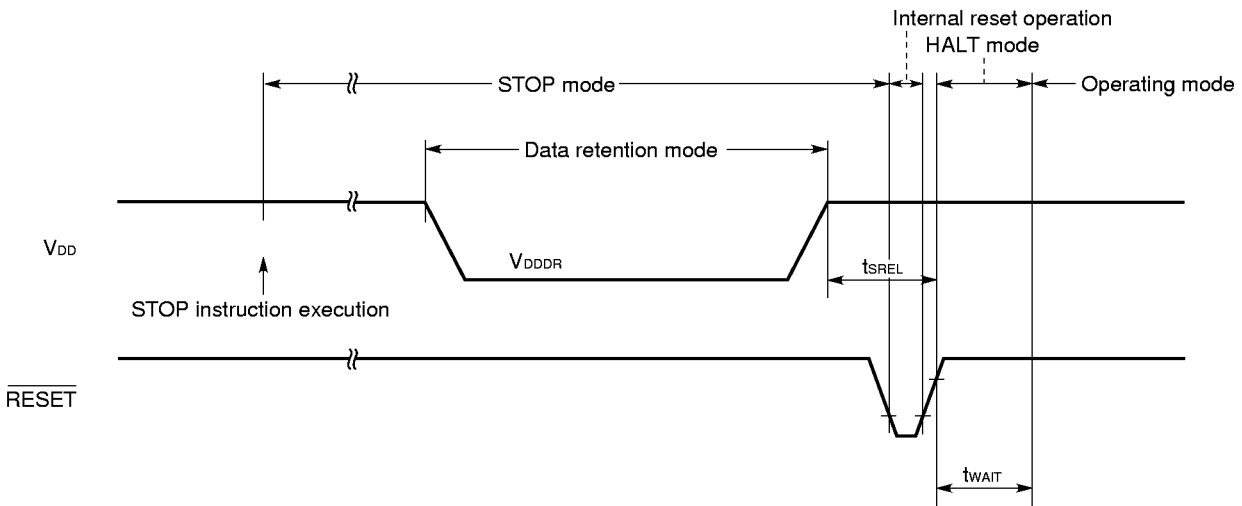 Internal reset operation
HALT mode
STOP mode
Operating mode
Data retention mode
VDD
VDDDR
tSREL
STOP instruction execution
RESET
tWAIT